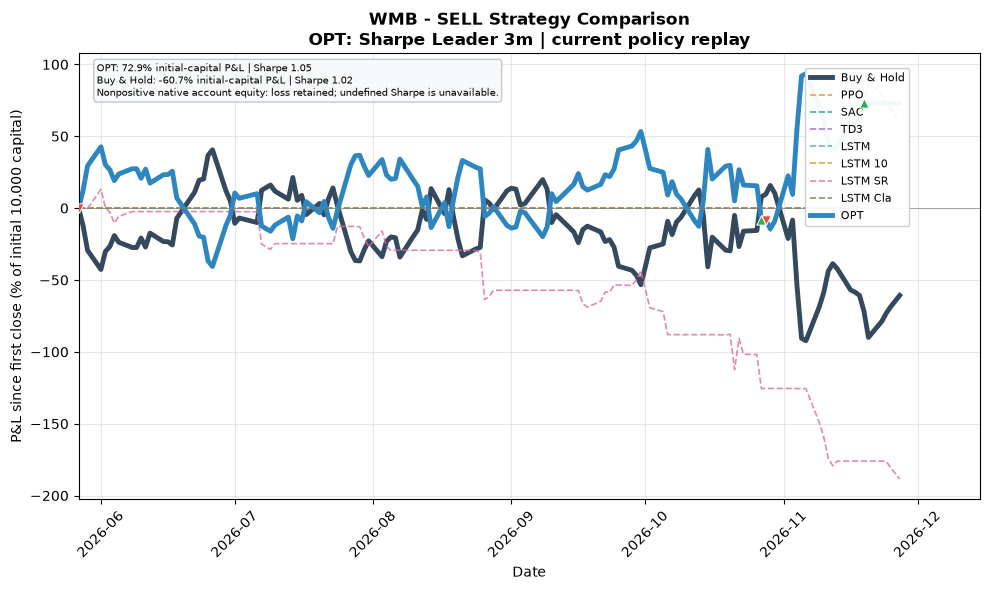 WMB - SELL Strategy Comparison
OPT: Sharpe Leader 3m | current policy replay
OPT: 72.9% initial-capital P&L | Sharpe 1.05
Buy & Hold: -60.7% initial-capital P&L | Sharpe 1.02
Nonpositive native account equity: loss retained; undefined Sharpe is unavailable.
Buy & Hold
PPO
SAC
TD3
LSTM
LSTM 10
LSTM SR
LSTM Cla
OPT
P&L since first close (% of initial 10,000 capital)
100
50
0
−50
−100
−150
−200
2026-06
2026-07
2026-08
2026-09
2026-10
2026-11
2026-12
Date